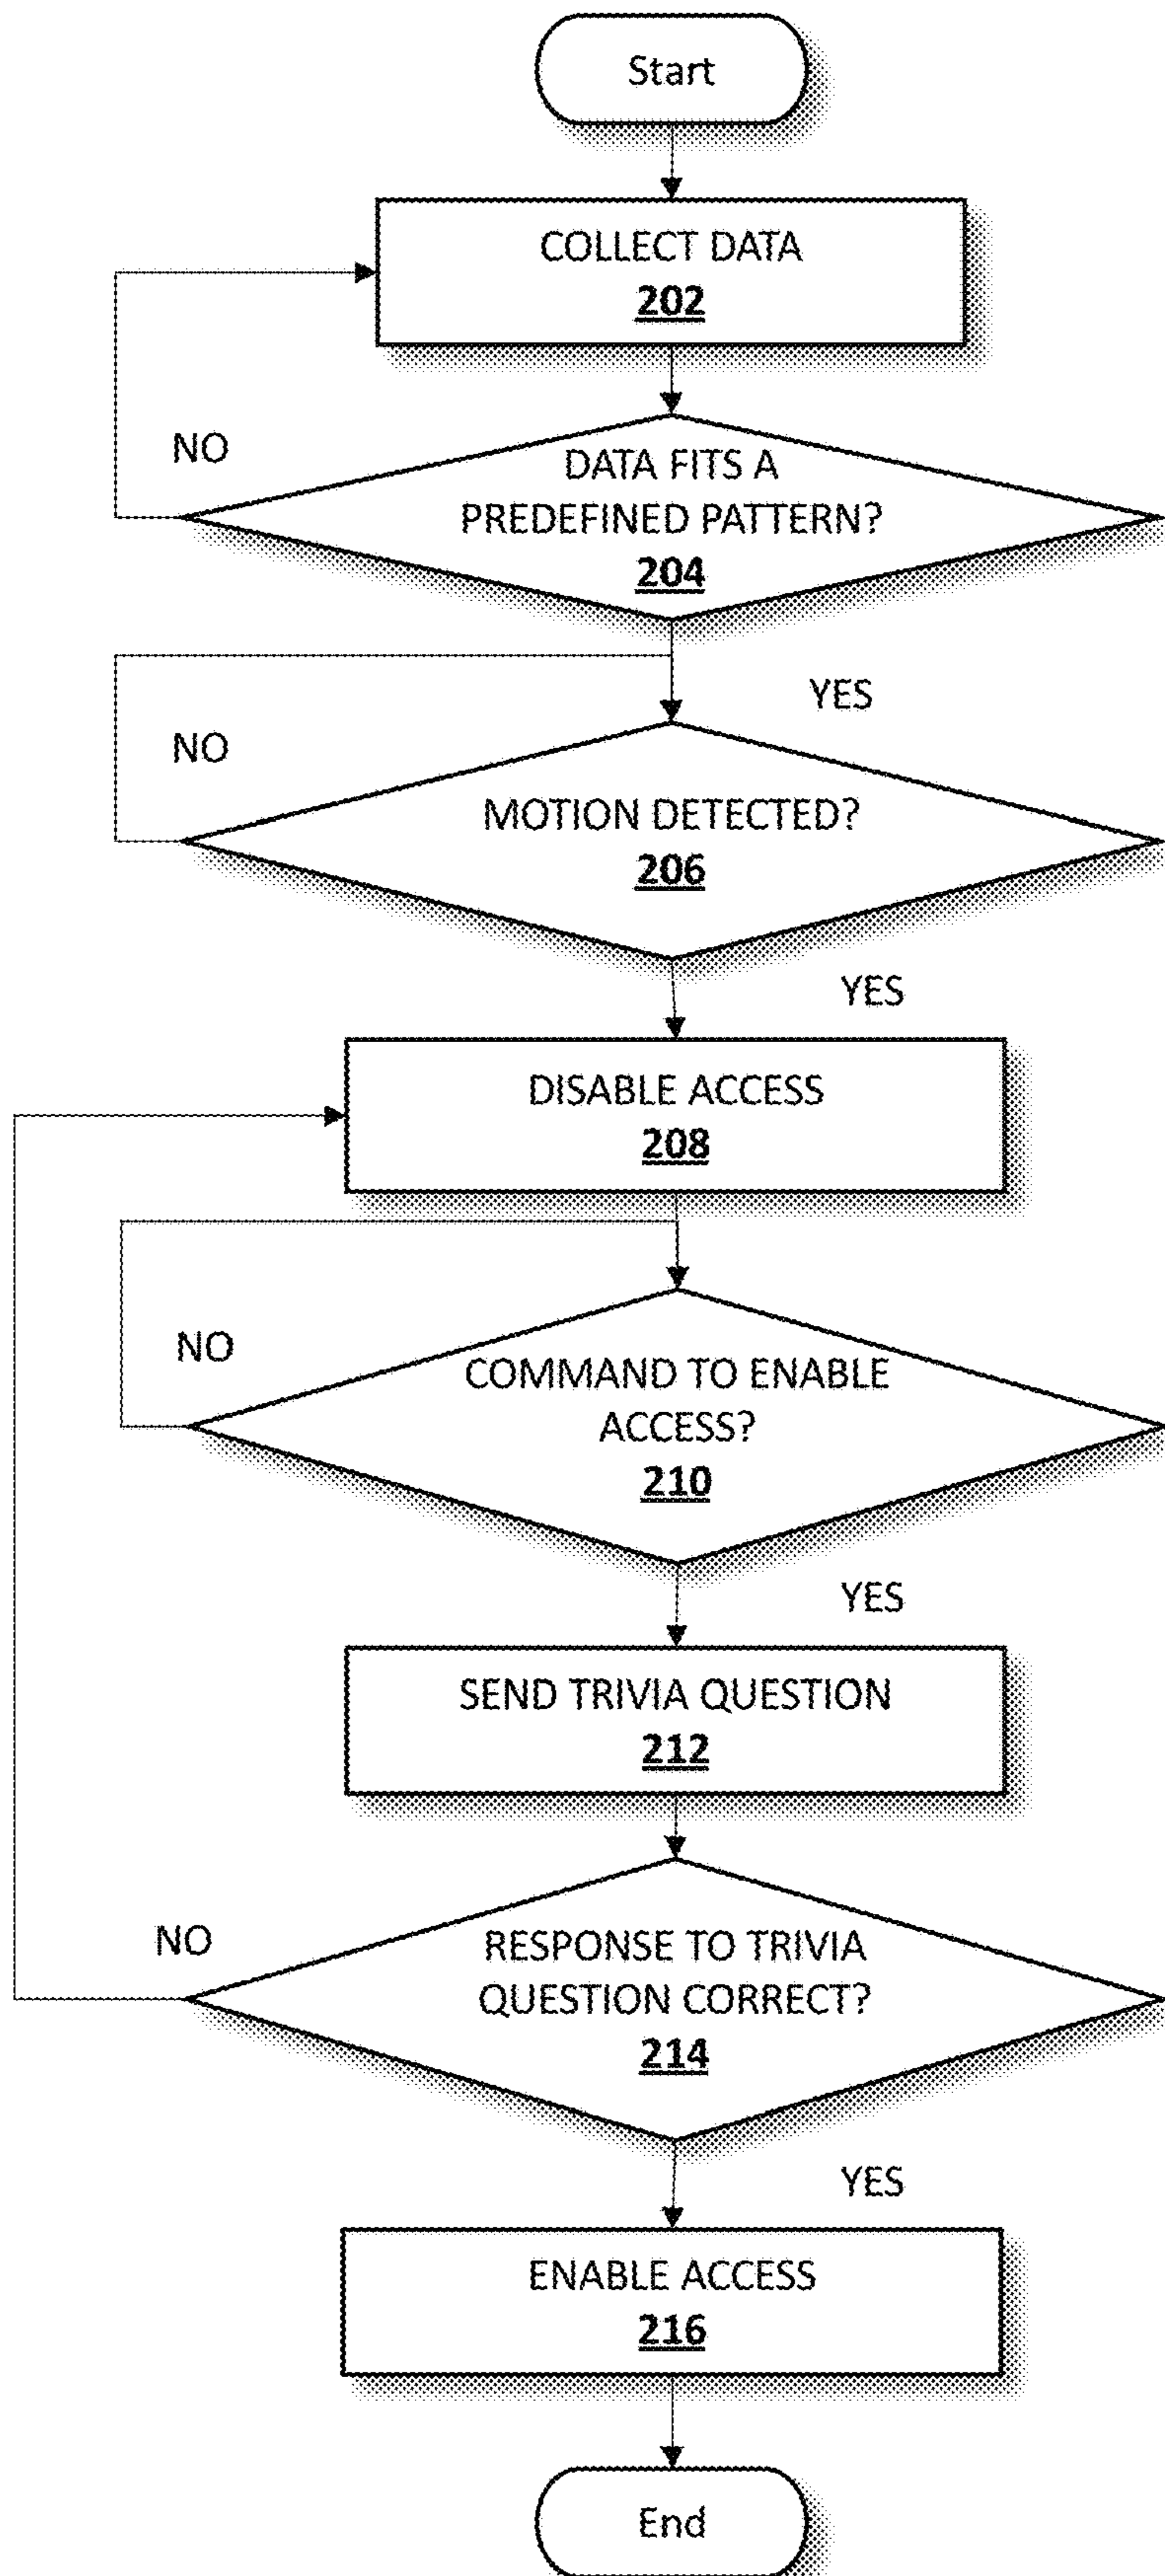 Start
COLLECT DATA
202
NO
DATA FITS A
PREDEFINED PATTERN?
204
YES
NO
MOTION DETECTED?
206
YES
DISABLE ACCESS
208
NO
COMMAND TO ENABLE
ACCESS?
210
YES
SEND TRIVIA QUESTION
212
NO
RESPONSE TO TRIVIA
QUESTION CORRECT?
214
YES
ENABLE ACCESS
216
End